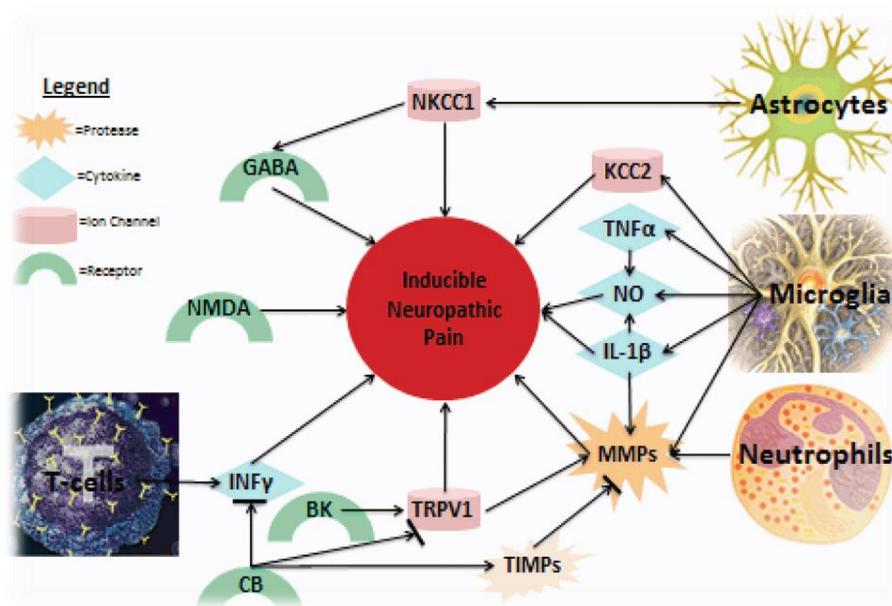 Legend
=Protease
=Cytokine
=Ion Channel
=Receptor
NKCC1
Astrocytes
GABA
KCC2
TNFα
NMDA
Inducible
Neuropathic
Pain
NO
Microglia
IL-1β
T
T-cells
INFγ
BK
TRPV1
MMPs
Neutrophils
CB
TIMPs